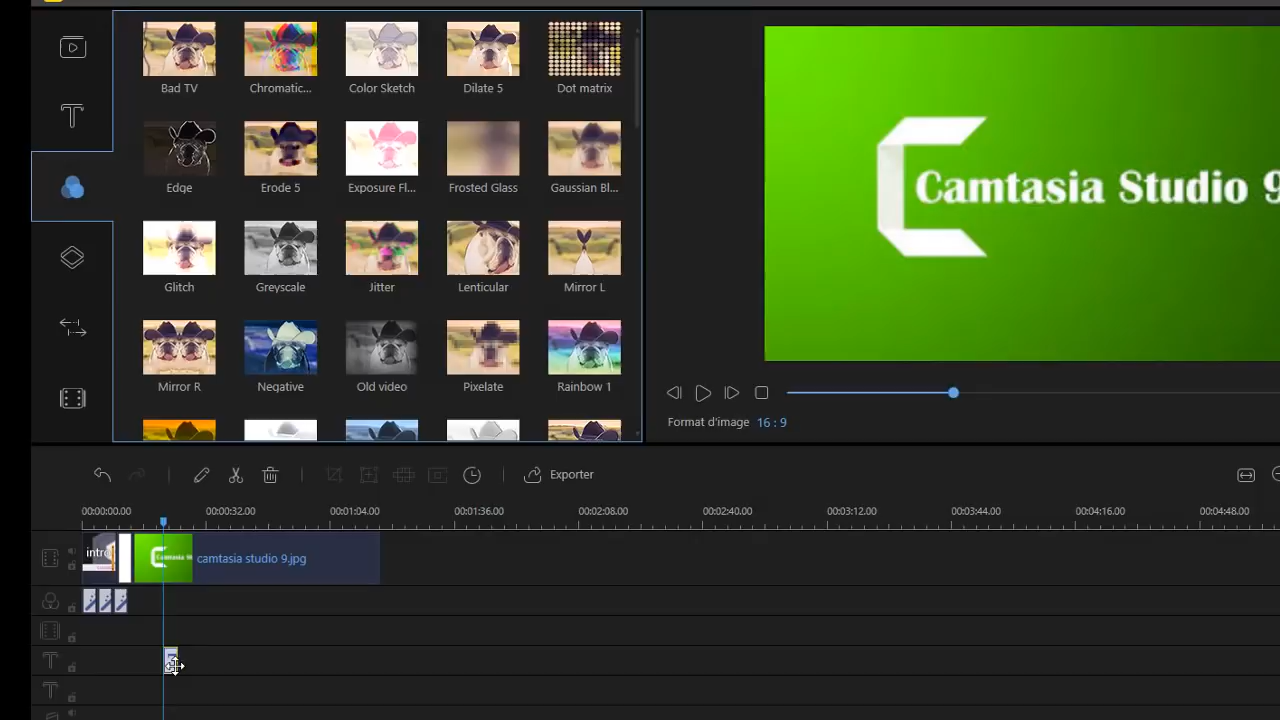 Bad TV
Chromatic...
Color Sketch
Dilate 5
Dot matrix
Edge
Erode 5
Exposure Fl...
Frosted Glass
Gaussian Bl...
Glitch
Greyscale
Jitter
Lenticular
Mirror L
Mirror R
Negative
Old video
Pixelate
Rainbow 1
Camtasia Studio 9
Format d'image 16 : 9
Exporter
00:00:00.00 00:00:32.00 00:01:04.00 00:01:36.00 00:02:08.00 00:02:40.00 00:03:12.00 00:03:44.00 00:04:16.00 00:04:48.00
intro
camtasia studio 9.jpg